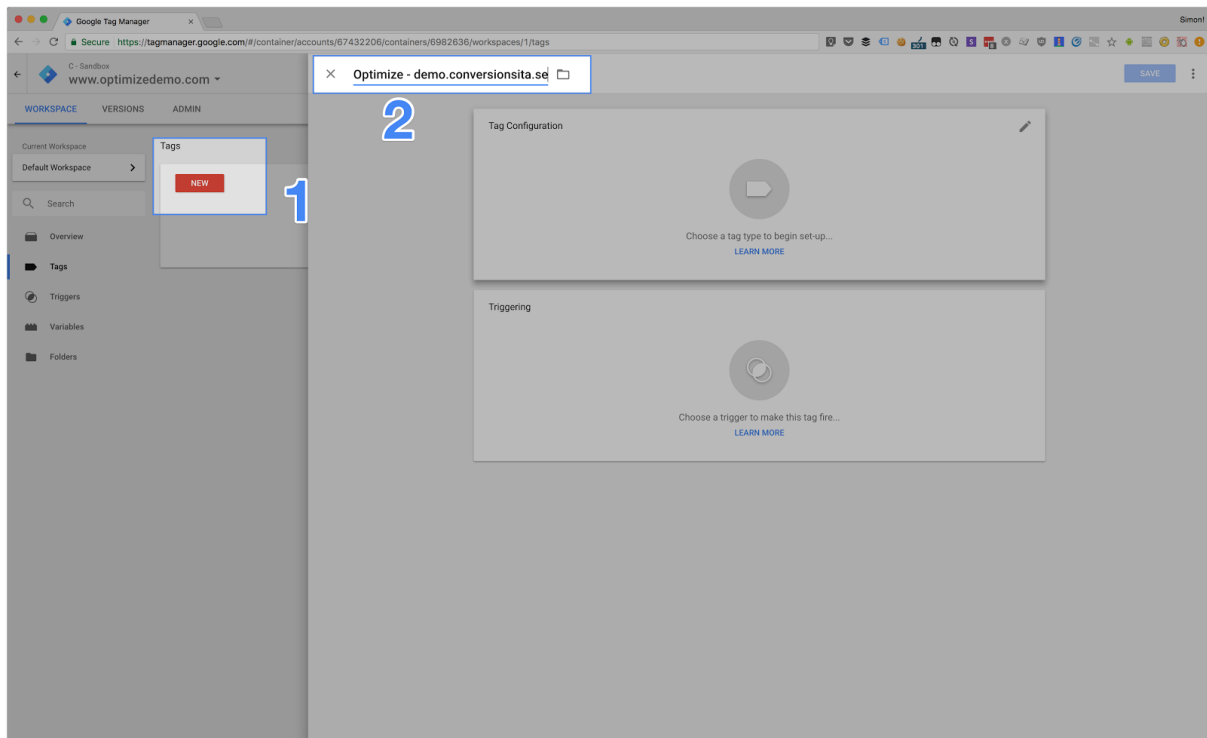 Google Tag Manager
Simon!
Secure https://tagmanager.google.com/#/container/accounts/67432206/containers/6982636/workspaces/1/tags
301
C - Sandbox
www.optimizedemo.com
Optimize - demo.conversionsita.se
SAVE
WORKSPACE VERSIONS ADMIN
2
Current Workspace
Default Workspace
Search
Overview
Tags
Triggers
Variables
Folders
Tags
NEW
1
Tag Configuration
Choose a tag type to begin set-up...
LEARN MORE
Triggering
Choose a trigger to make this tag fire...
LEARN MORE